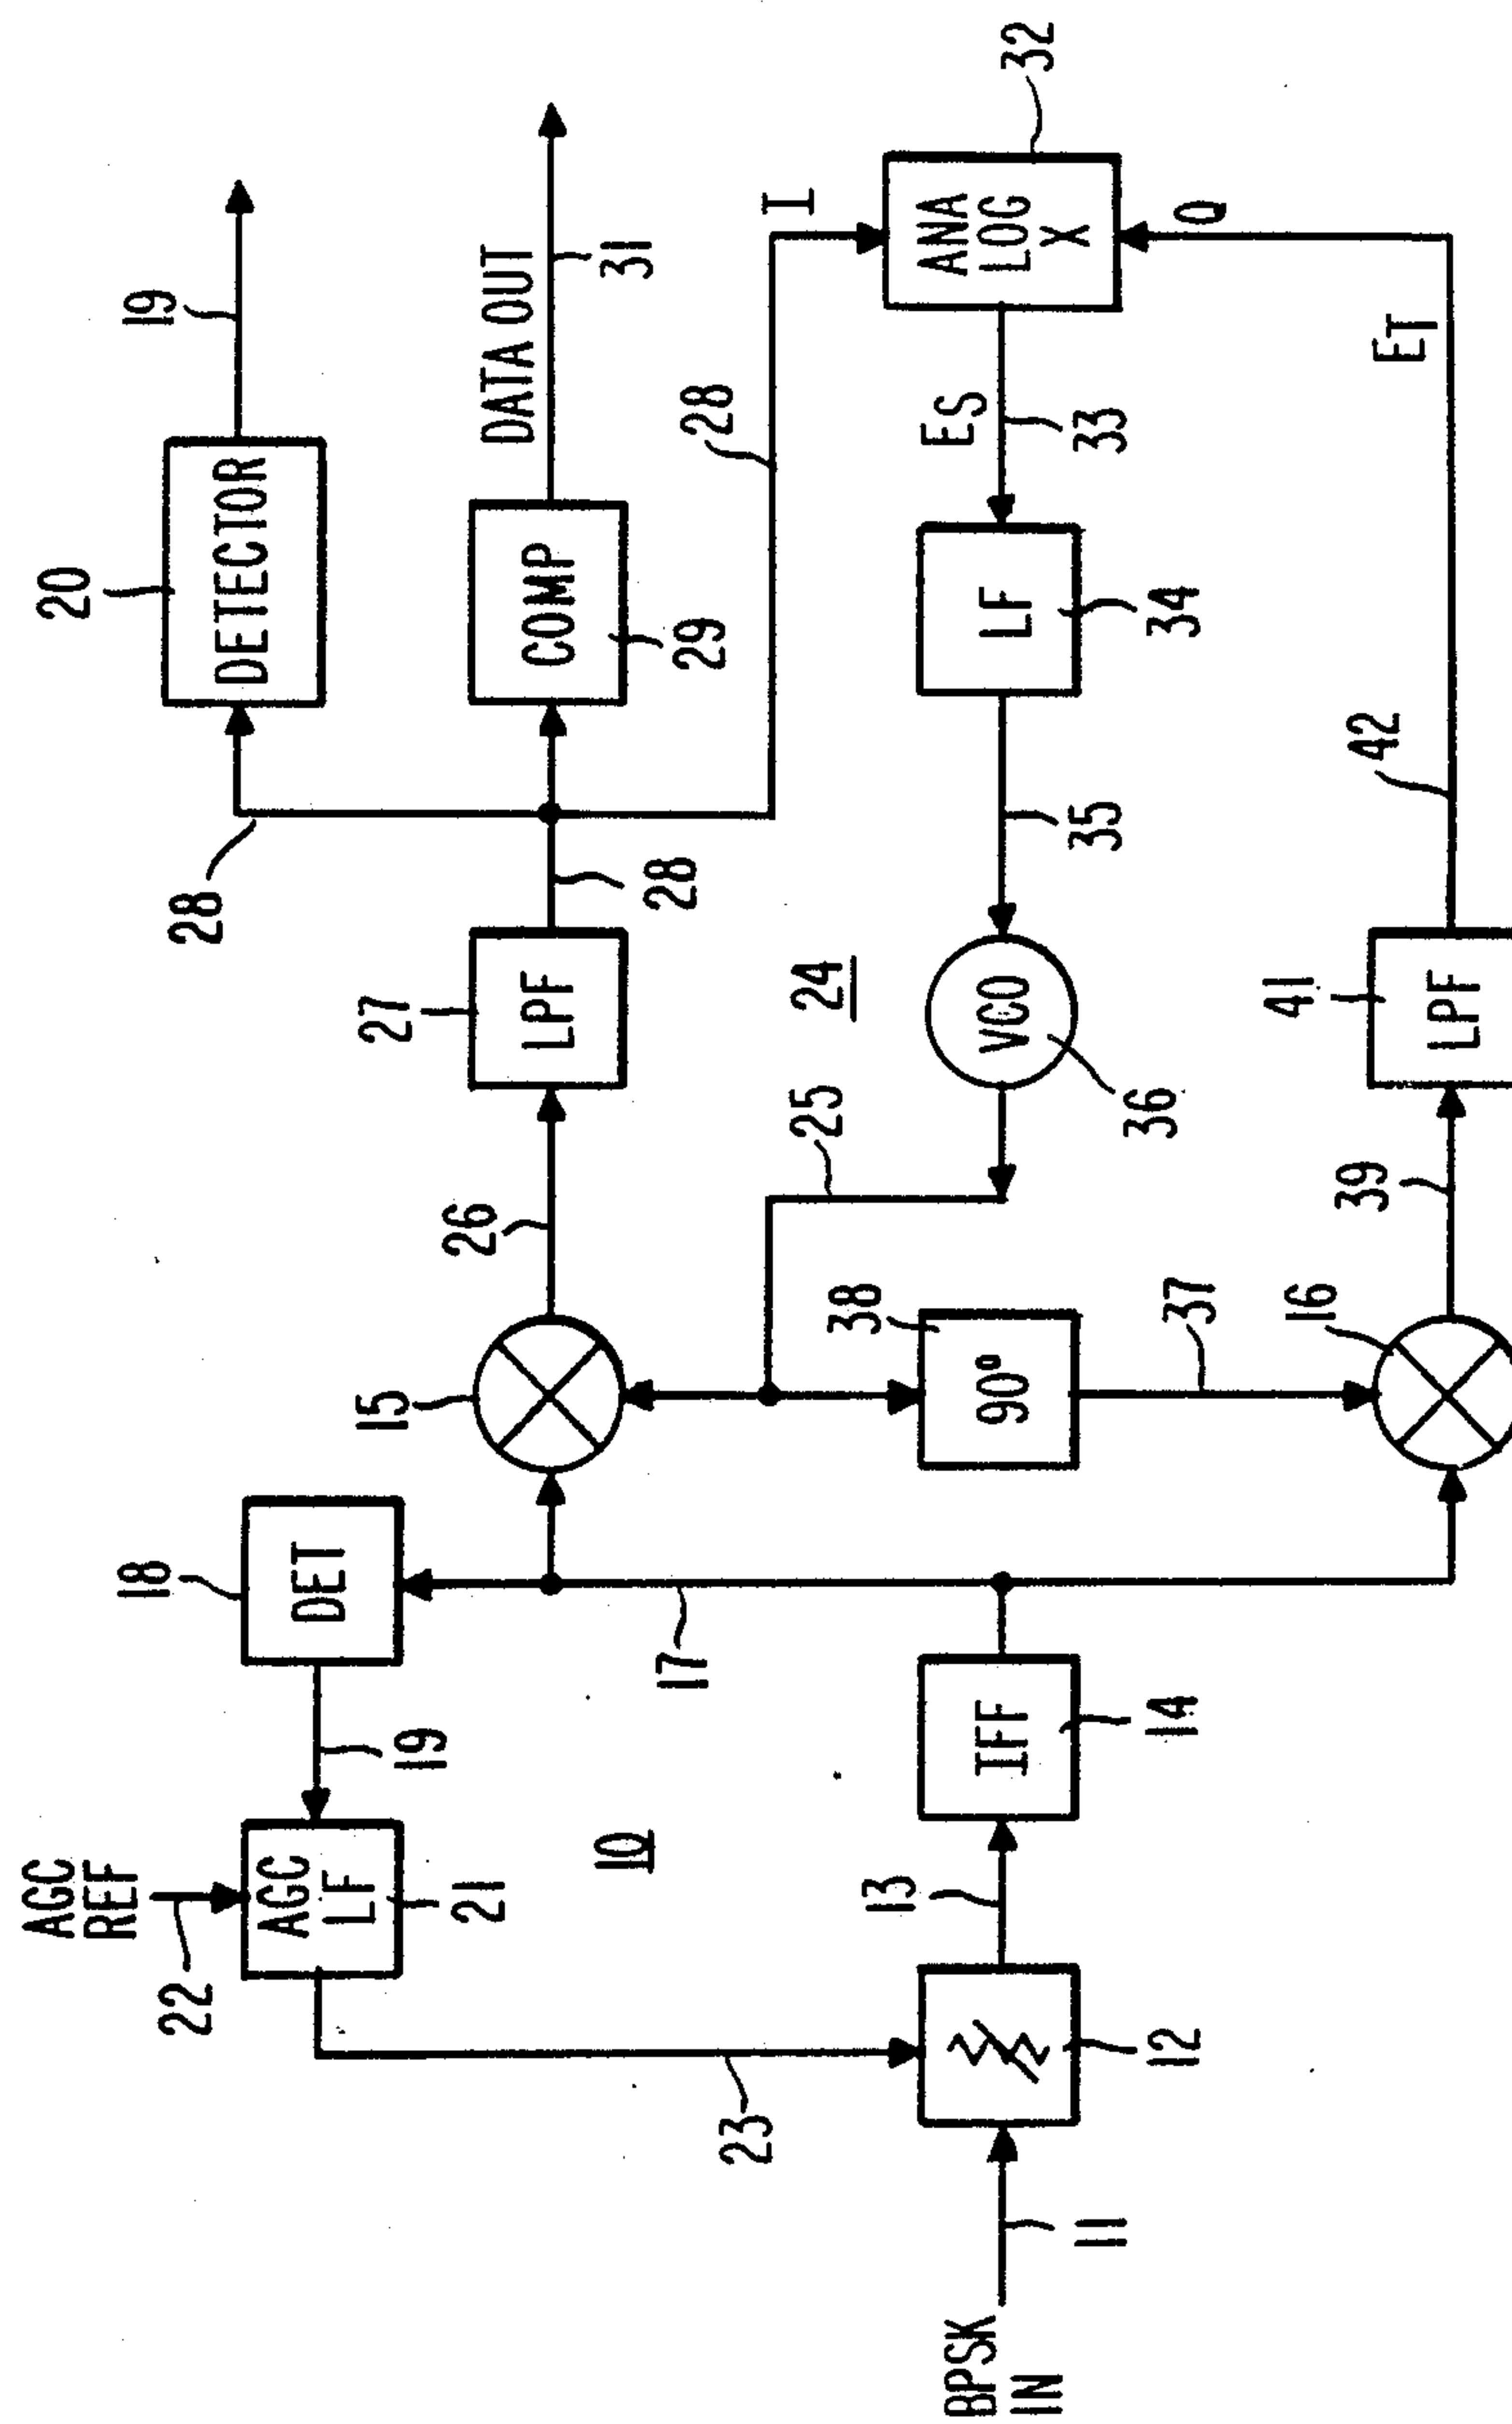 AGC
REF
22
AGC
LF
21
19
18
DET
23
10
17
BPSK
IN
11
12
13
IFF
14
15
26
27
LPF
28
28
20
DETECTOR
19
COMP
29
DATA OUT
31
28
I
25
24
38
90°
37
16
36
VCO
35
LF
34
ES
33
ANA
LOG
X
32
Q
39
41
LPF
42
ET